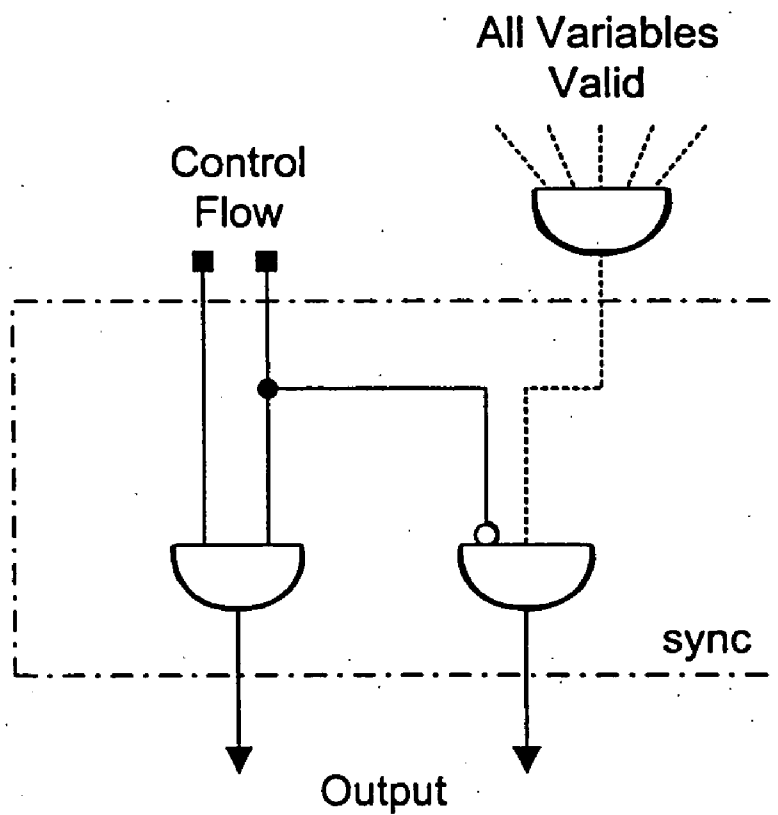 All Variables
Valid
Control
Flow
sync
Output